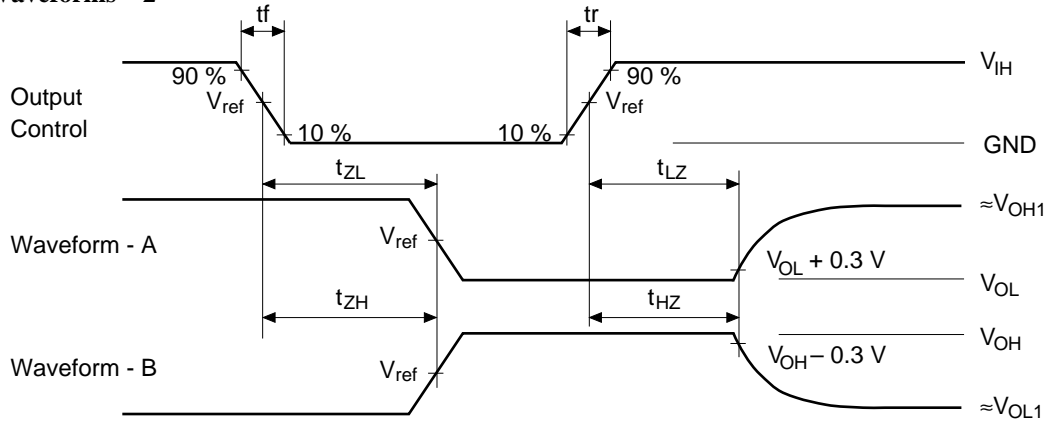 Waveforms – 2
tf
tr
90 %
90 %
V_IH
Output
Control
V_ref
V_ref
10 %
10 %
GND
t_ZL
t_LZ
≈V_OH1
Waveform - A
V_ref
V_OL + 0.3 V
V_OL
t_ZH
t_HZ
V_OH
V_OH – 0.3 V
Waveform - B
V_ref
≈V_OL1